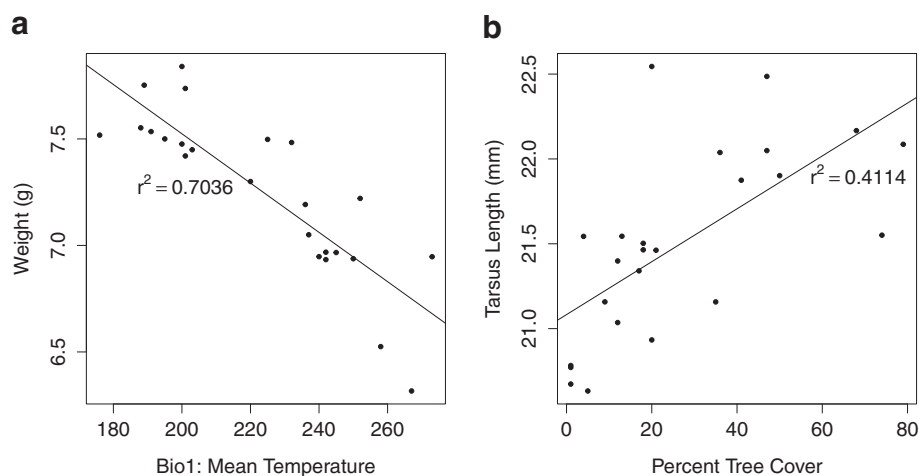 a
7.5
7.0
6.5
Weight (g)
r² = 0.7036
180 200 220 240 260
Bio1: Mean Temperature
b
22.5
22.0
21.5
21.0
Tarsus Length (mm)
r² = 0.4114
0 20 40 60 80
Percent Tree Cover